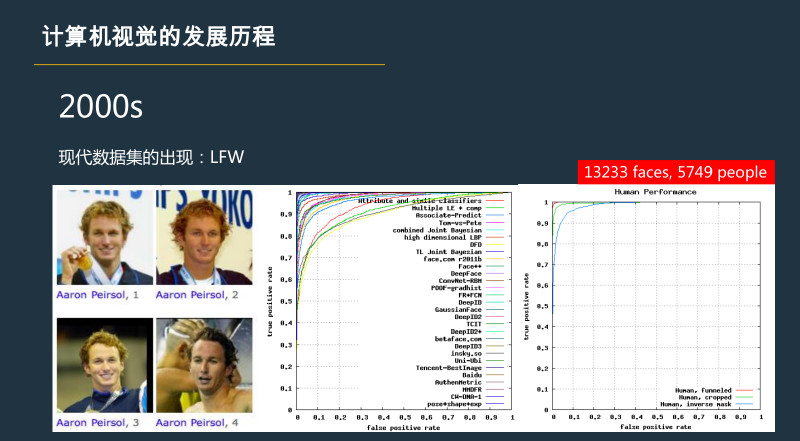 计算机视觉的发展历程
2000s
现代数据集的出现：LFW
13233 faces, 5749 people
Aaron Peirsol, 1
Aaron Peirsol, 2
Aaron Peirsol, 3
Aaron Peirsol, 4
true positive rate
1
0.9
0.8
0.7
0.6
0.5
0.4
0.3
0.2
0.1
0
Attribute and simile classifiers
Multiple LE + comp
Associate-Predict
Tom-vs-Pete
combined Joint Bayesian
high dimensional LBP
DFD
TL Joint Bayesian
face.com r2011b
Face++
DeepFace
ConvNet-RBM
POOF-gradhist
FR+FCN
DeepID
GaussianFace
DeepID2
TCIT
DeepID2+
betaface.com
DeepID3
insky.so
Uni-Ubi
Tencent-BestImage
Baidu
AuthenMetric
MMDFR
CW-DNA-1
pose+shape+exp
0 0.1 0.2 0.3 0.4 0.5 0.6 0.7 0.8 0.9 1
false positive rate
Human Performance
true positive rate
1
0.9
0.8
0.7
0.6
0.5
0.4
0.3
0.2
0.1
0
Human, funneled
Human, cropped
Human, inverse mask
0 0.1 0.2 0.3 0.4 0.5 0.6 0.7 0.8 0.9 1
false positive rate